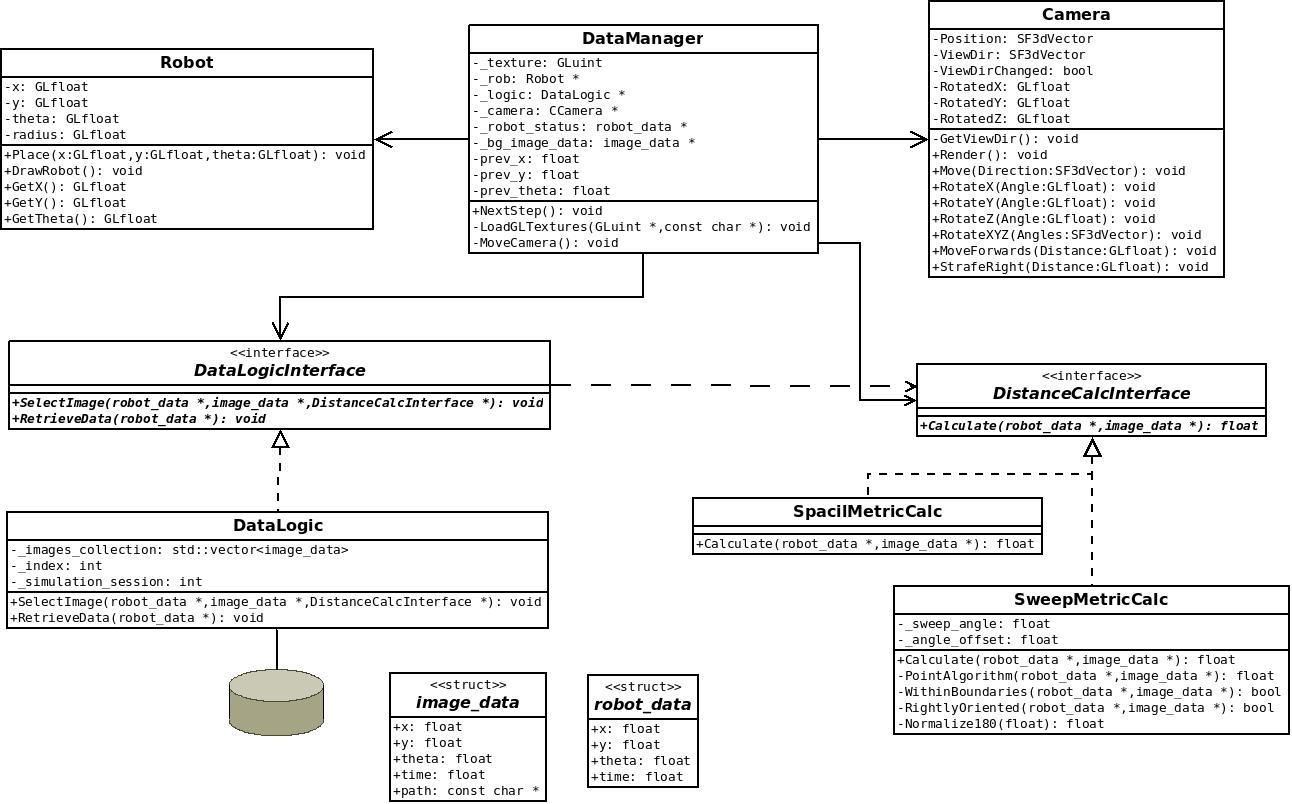 Robot
-x: GLfloat
-y: GLfloat
-theta: GLfloat
-radius: GLfloat
+Place(x:GLfloat,y:GLfloat,theta:GLfloat): void
+DrawRobot(): void
+GetX(): GLfloat
+GetY(): GLfloat
+GetTheta(): GLfloat
DataManager
-_texture: GLuint
-_rob: Robot *
-_logic: DataLogic *
-_camera: CCamera *
-_robot_status: robot_data *
-_bg_image_data: image_data *
-prev_x: float
-prev_y: float
-prev_theta: float
+NextStep(): void
-LoadGLTextures(GLuint *,const char *): void
-MoveCamera(): void
Camera
-Position: SF3dVector
-ViewDir: SF3dVector
-ViewDirChanged: bool
-RotatedX: GLfloat
-RotatedY: GLfloat
-RotatedZ: GLfloat
-GetViewDir(): void
+Render(): void
+Move(Direction:SF3dVector): void
+RotateX(Angle:GLfloat): void
+RotateY(Angle:GLfloat): void
+RotateZ(Angle:GLfloat): void
+RotateXYZ(Angles:SF3dVector): void
+MoveForwards(Distance:GLfloat): void
+StrafeRight(Distance:GLfloat): void
<<interface>>
DataLogicInterface
+SelectImage(robot_data *,image_data *,DistanceCalcInterface *): void
+RetrieveData(robot_data *): void
<<interface>>
DistanceCalcInterface
+Calculate(robot_data *,image_data *): float
DataLogic
-_images_collection: std::vector<image_data>
-_index: int
-_simulation_session: int
+SelectImage(robot_data *,image_data *,DistanceCalcInterface *): void
+RetrieveData(robot_data *): void
SpacilMetricCalc
+Calculate(robot_data *,image_data *): float
SweepMetricCalc
-_sweep_angle: float
-_angle_offset: float
+Calculate(robot_data *,image_data *): float
-PointAlgorithm(robot_data *,image_data *): float
-WithinBoundaries(robot_data *,image_data *): bool
-RightlyOriented(robot_data *,image_data *): bool
-Normalize180(float): float
<<struct>>
image_data
+x: float
+y: float
+theta: float
+time: float
+path: const char *
<<struct>>
robot_data
+x: float
+y: float
+theta: float
+time: float